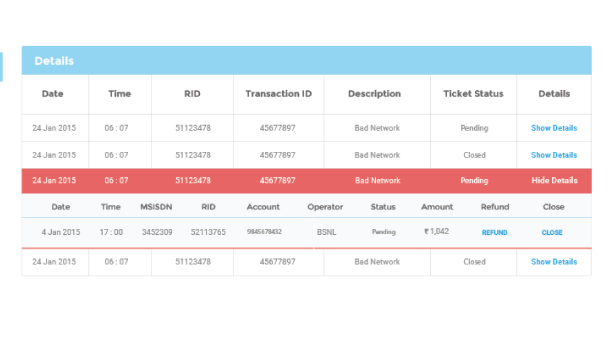 Details
Date Time RID Transaction ID Description Ticket Status Details
24 Jan 2015 06 : 07 51123478 45677897 Bad Network Pending Show Details
24 Jan 2015 06 : 07 51123478 45677897 Bad Network Closed Show Details
24 Jan 2015 06 : 07 51123478 45677897 Bad Network Pending Hide Details
Date Time MSISDN RID Account Operator Status Amount Refund Close
4 Jan 2015 17 : 00 3452309 52113765 9845678432 BSNL Pending ₹ 1,042 REFUND CLOSE
24 Jan 2015 06 : 07 51123478 45677897 Bad Network Closed Show Details